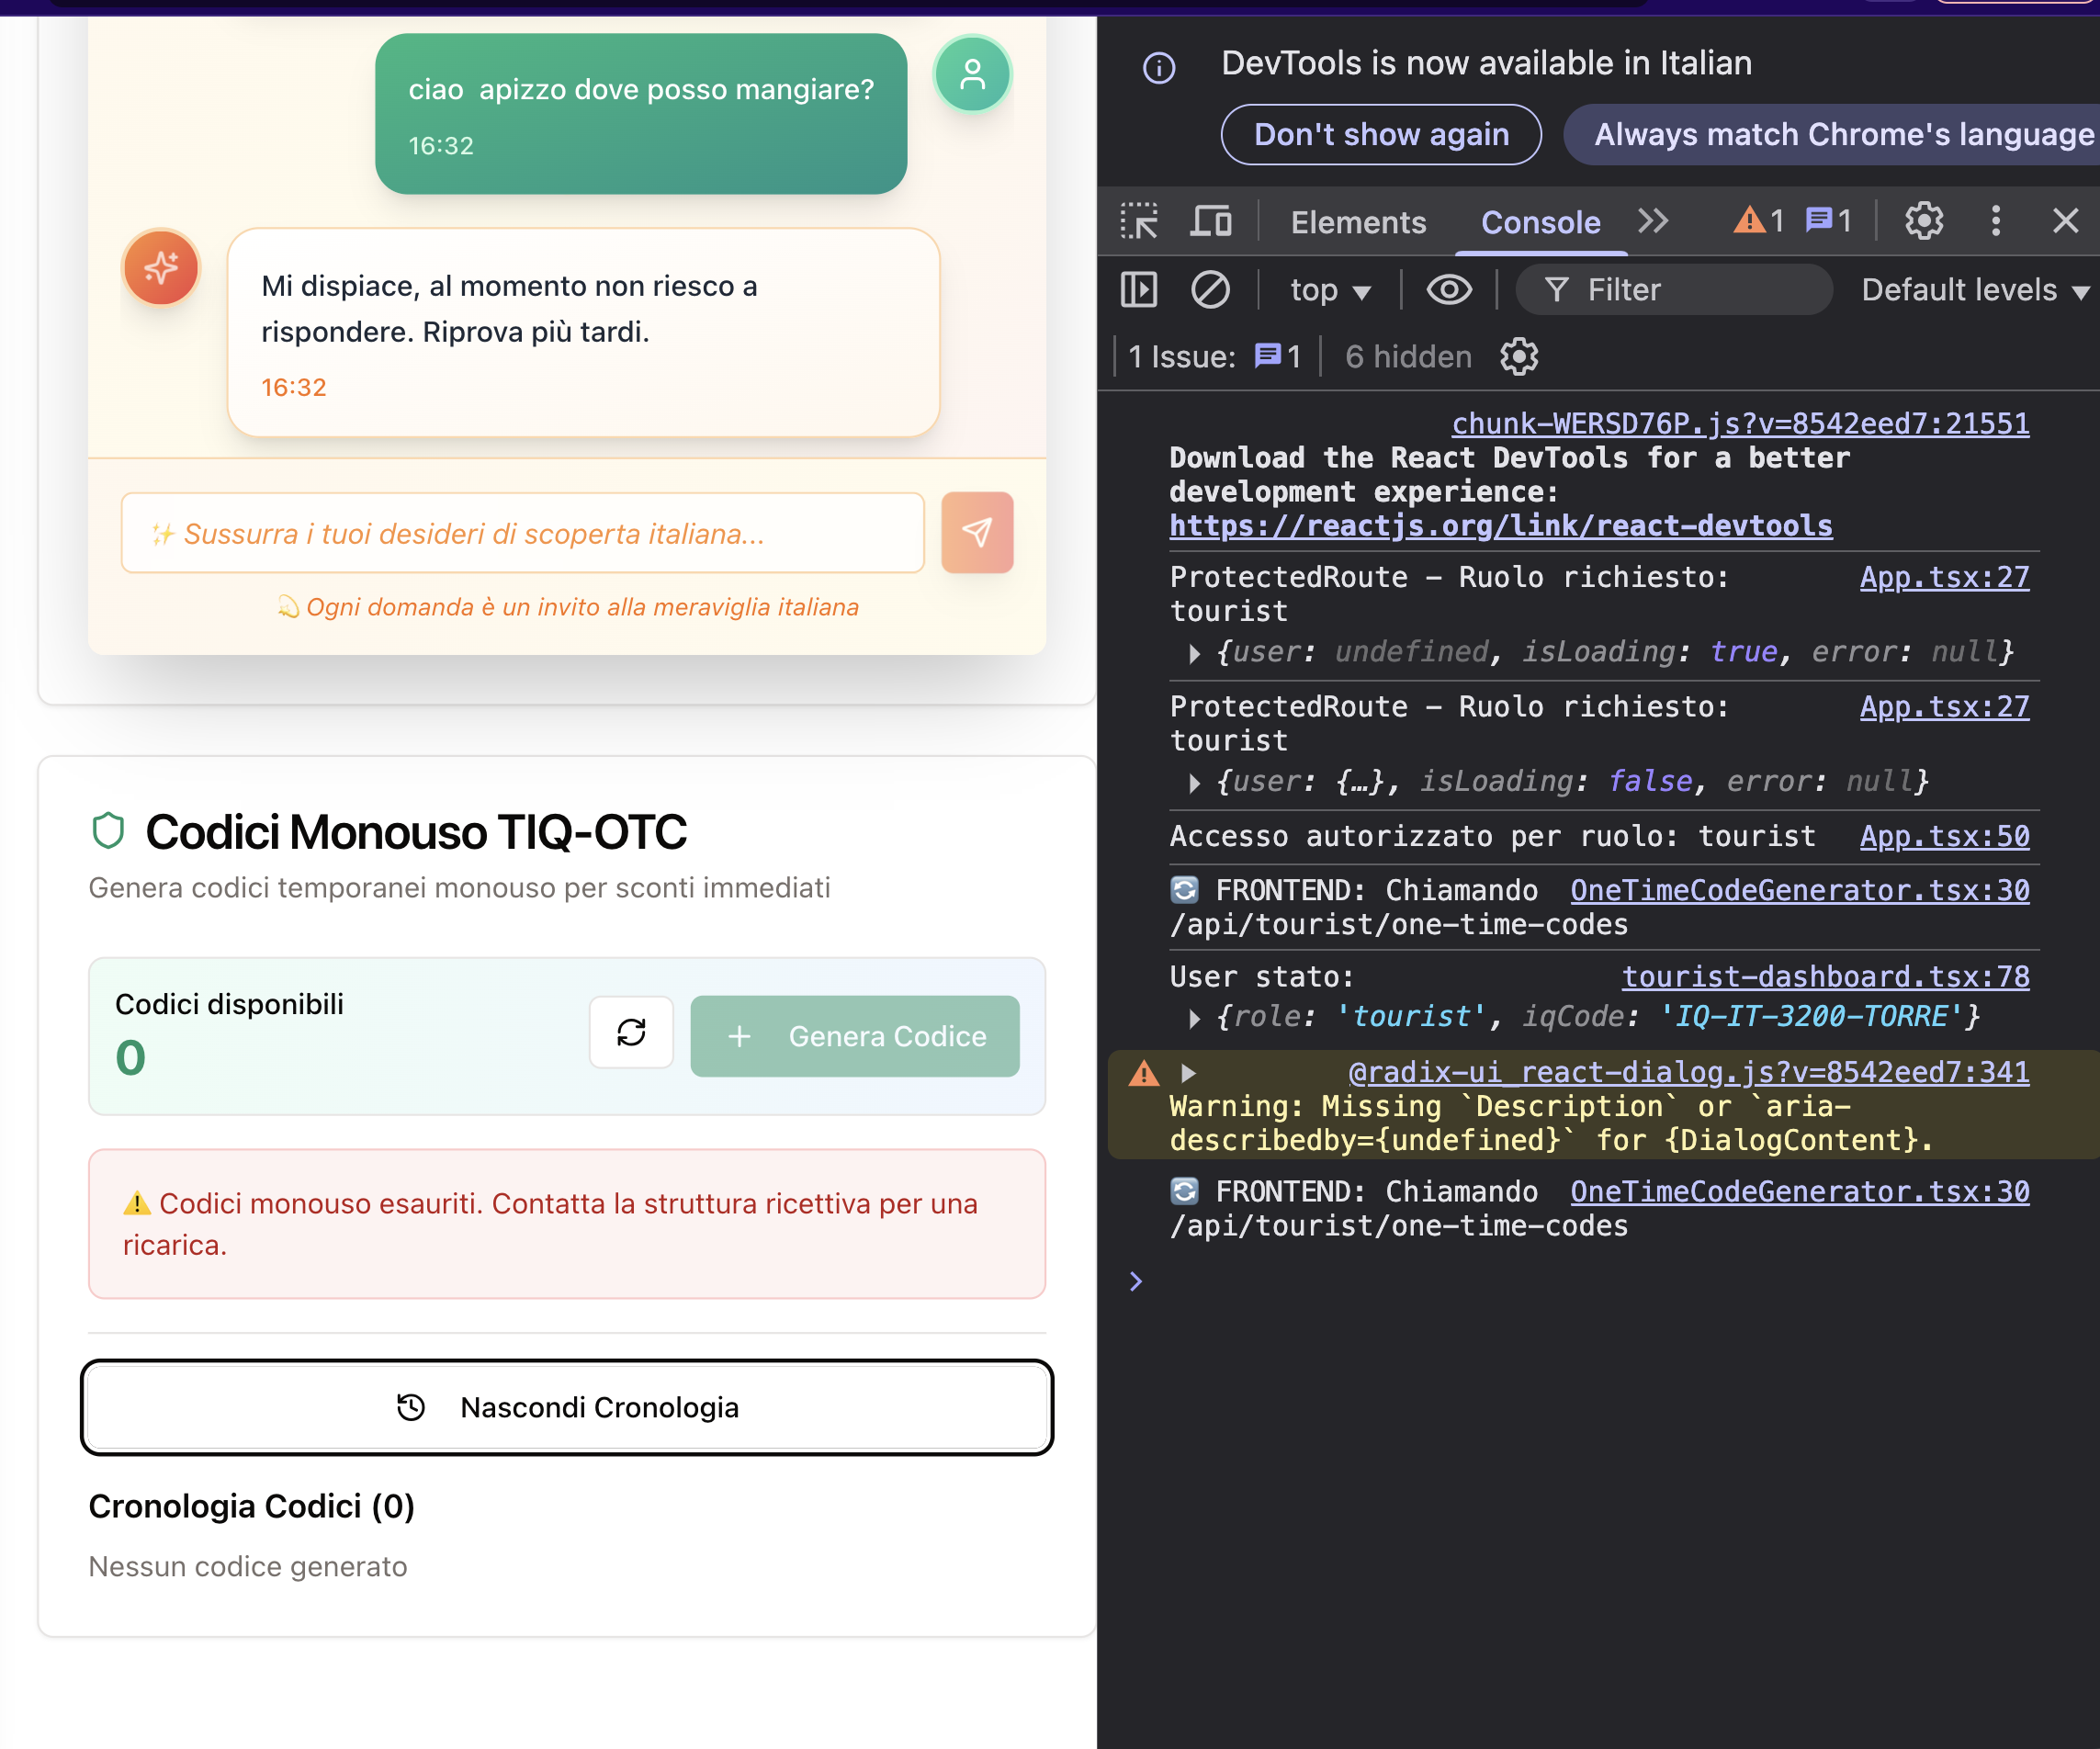 ciao  apizzo dove posso mangiare?
16:32
Mi dispiace, al momento non riesco a
rispondere. Riprova più tardi.
16:32
✨ Sussurra i tuoi desideri di scoperta italiana...
💫 Ogni domanda è un invito alla meraviglia italiana
Codici Monouso TIQ-OTC
Genera codici temporanei monouso per sconti immediati
Codici disponibili
0
+ Genera Codice
⚠️ Codici monouso esauriti. Contatta la struttura ricettiva per una
ricarica.
Nascondi Cronologia
Cronologia Codici (0)
Nessun codice generato
DevTools is now available in Italian
Don't show again
Always match Chrome's language
Elements
Console
1
1
top
Filter
Default levels
1 Issue:
1
6 hidden
chunk-WERSD76P.js?v=8542eed7:21551
Download the React DevTools for a better
development experience:
https://reactjs.org/link/react-devtools
ProtectedRoute - Ruolo richiesto: App.tsx:27
tourist
{user: undefined, isLoading: true, error: null}
ProtectedRoute - Ruolo richiesto: App.tsx:27
tourist
{user: {…}, isLoading: false, error: null}
Accesso autorizzato per ruolo: tourist App.tsx:50
🔄 FRONTEND: Chiamando OneTimeCodeGenerator.tsx:30
/api/tourist/one-time-codes
User stato: tourist-dashboard.tsx:78
{role: 'tourist', iqCode: 'IQ-IT-3200-TORRE'}
@radix-ui_react-dialog.js?v=8542eed7:341
Warning: Missing `Description` or `aria-
describedby={undefined}` for {DialogContent}.
🔄 FRONTEND: Chiamando OneTimeCodeGenerator.tsx:30
/api/tourist/one-time-codes